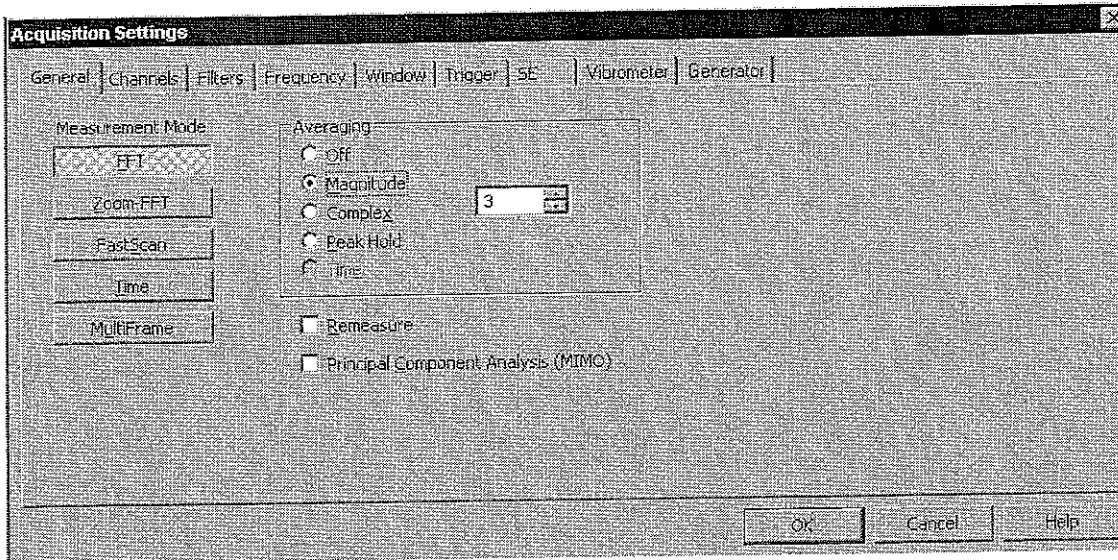 Acquisition Settings
General Channels Filters Frequency Window Trigger SE Vibrometer Generator
Measurement Mode
FFT
Zoom-FFT
FastScan
Time
MultiFrame
Averaging
Off
Magnitude
3
Complex
Peak Hold
Time
Remeasure
Principal Component Analysis (MIMO)
OK Cancel Help